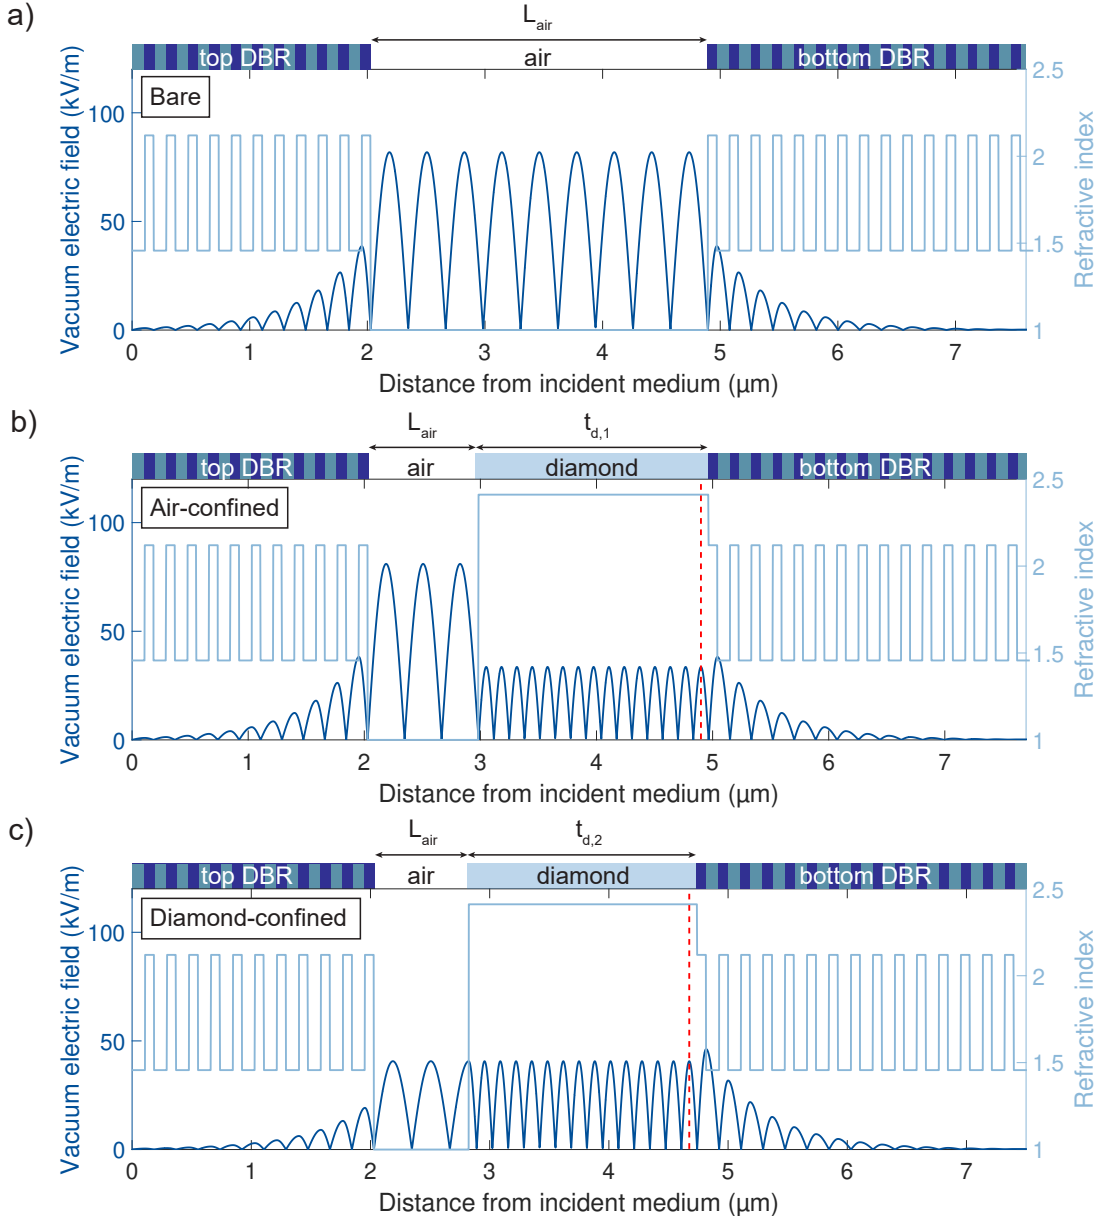 a)
L_air
top DBR air bottom DBR
Bare
Vacuum electric field (kV/m)
100
50
0
2.5
2
1.5
1
Refractive index
0 1 2 3 4 5 6 7
Distance from incident medium (µm)
b)
L_air t_d,1
top DBR air diamond bottom DBR
Air-confined
Vacuum electric field (kV/m)
100
50
0
2.5
2
1.5
1
Refractive index
0 1 2 3 4 5 6 7
Distance from incident medium (µm)
c)
L_air t_d,2
top DBR air diamond bottom DBR
Diamond-confined
Vacuum electric field (kV/m)
100
50
0
2.5
2
1.5
1
Refractive index
0 1 2 3 4 5 6 7
Distance from incident medium (µm)